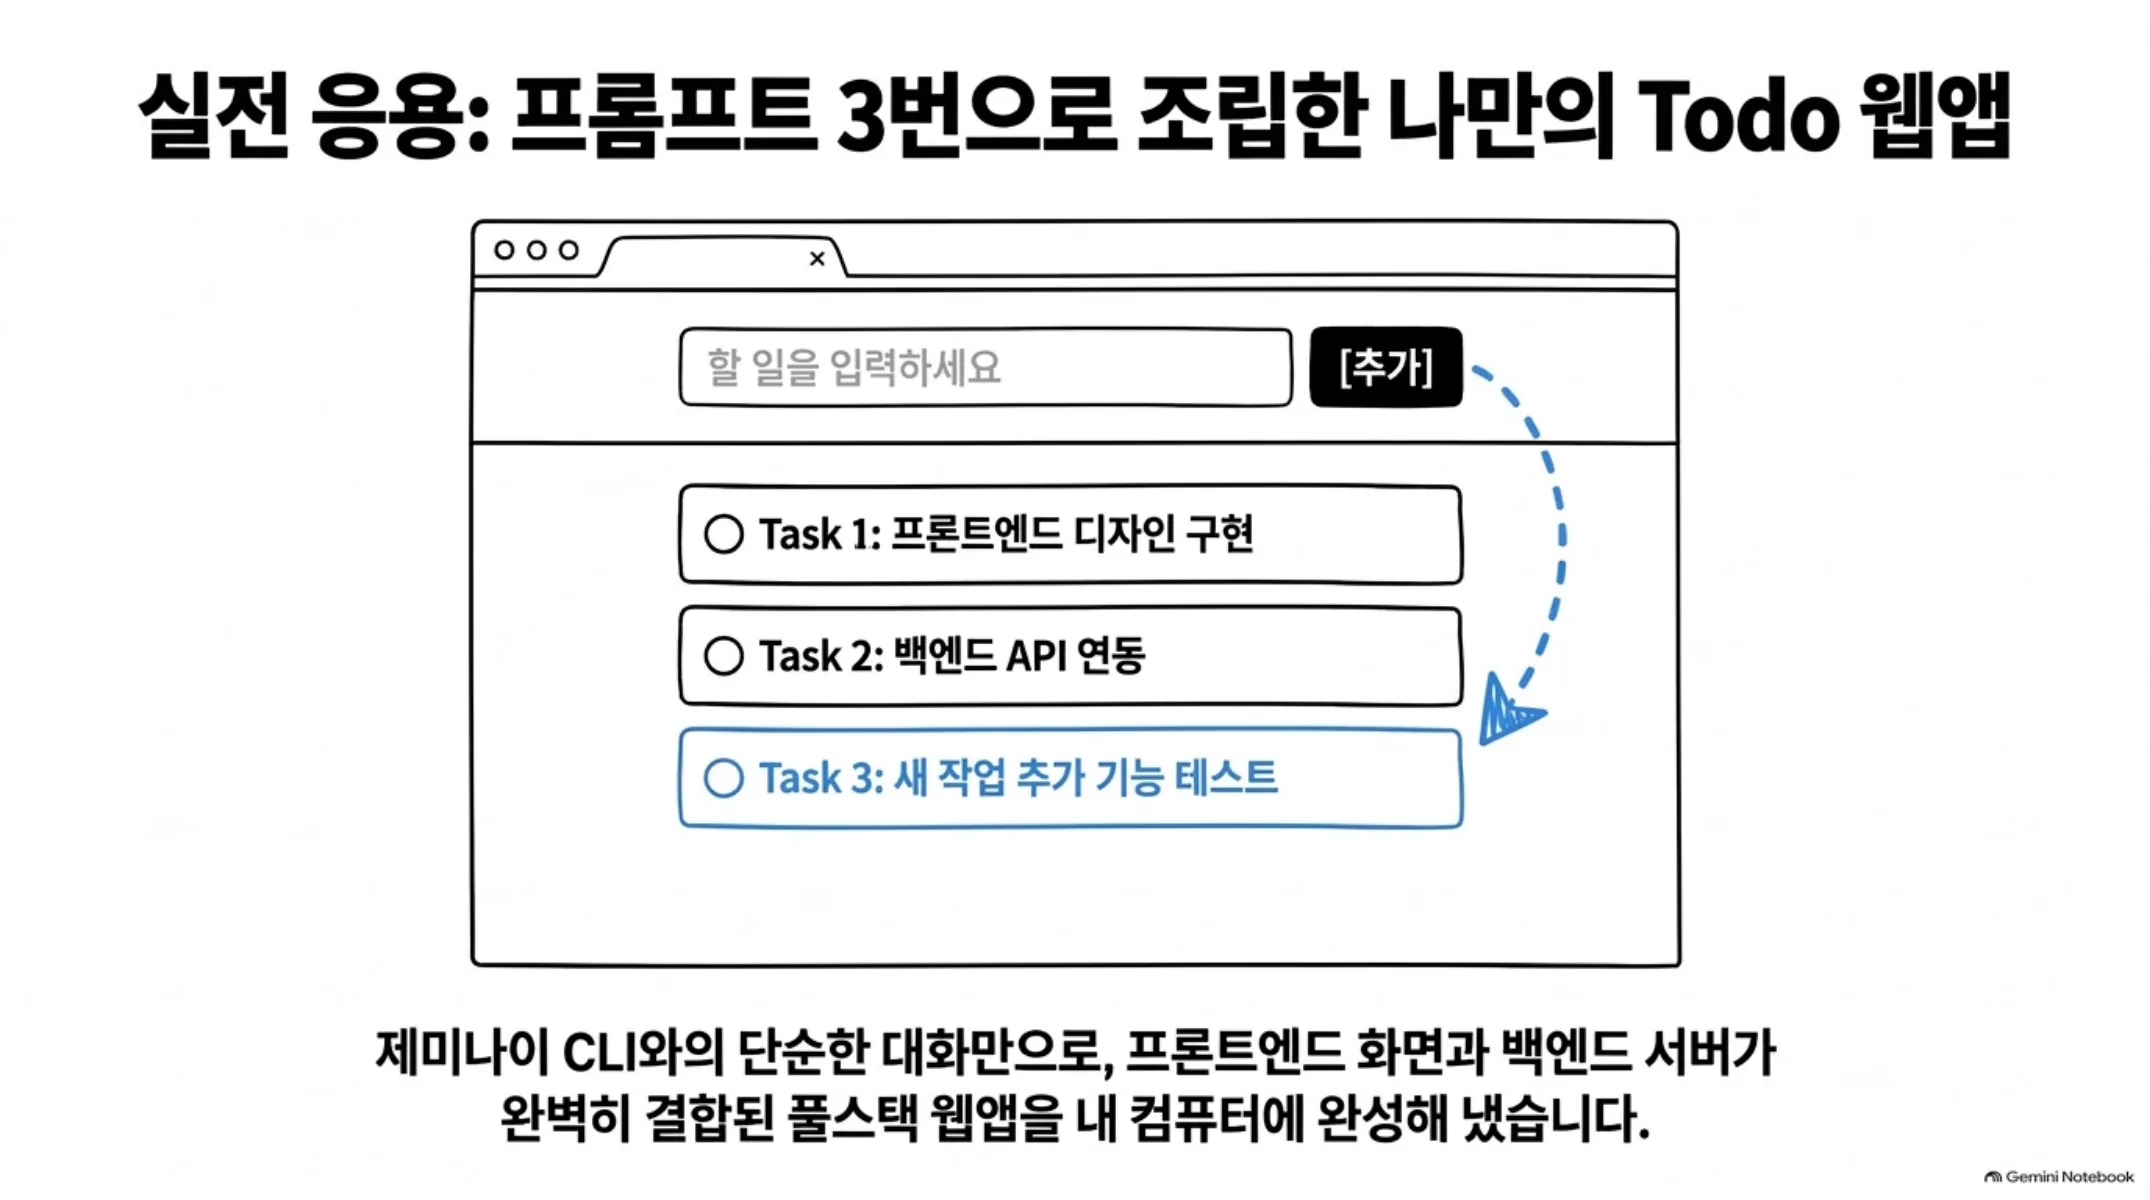 실전 응용: 프롬프트 3번으로 조립한 나만의 Todo 웹앱
×
할 일을 입력하세요
[추가]
Task 1: 프론트엔드 디자인 구현
Task 2: 백엔드 API 연동
Task 3: 새 작업 추가 기능 테스트
제미나이 CLI와의 단순한 대화만으로, 프론트엔드 화면과 백엔드 서버가
완벽히 결합된 풀스택 웹앱을 내 컴퓨터에 완성해 냈습니다.
Gemini Notebook